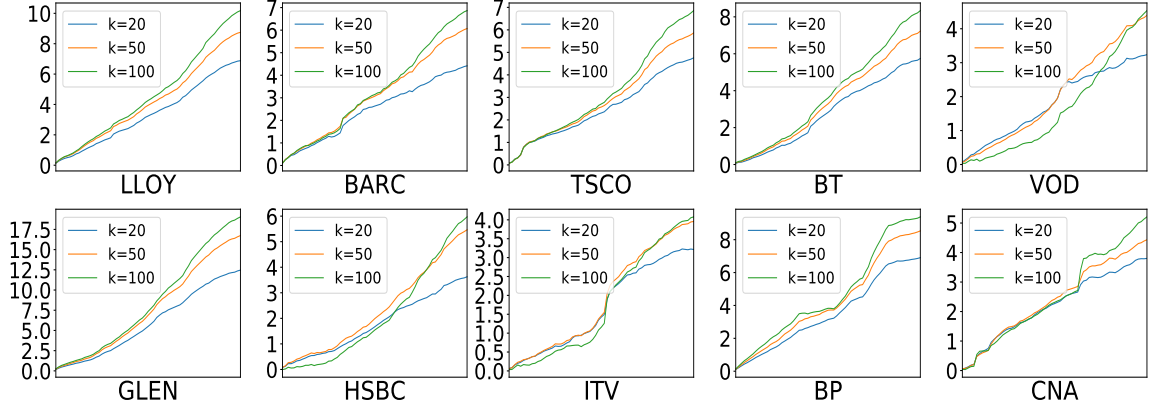 10
8
6
4
2
0
k=20
k=50
k=100
LLOY
7
6
5
4
3
2
1
0
k=20
k=50
k=100
BARC
7
6
5
4
3
2
1
0
k=20
k=50
k=100
TSCO
8
6
4
2
0
k=20
k=50
k=100
BT
4
3
2
1
0
k=20
k=50
k=100
VOD
17.5
15.0
12.5
10.0
7.5
5.0
2.5
0.0
k=20
k=50
k=100
GLEN
6
5
4
3
2
1
0
k=20
k=50
k=100
HSBC
4.0
3.5
3.0
2.5
2.0
1.5
1.0
0.5
0.0
k=20
k=50
k=100
ITV
8
6
4
2
0
k=20
k=50
k=100
BP
5
4
3
2
1
0
k=20
k=50
k=100
CNA